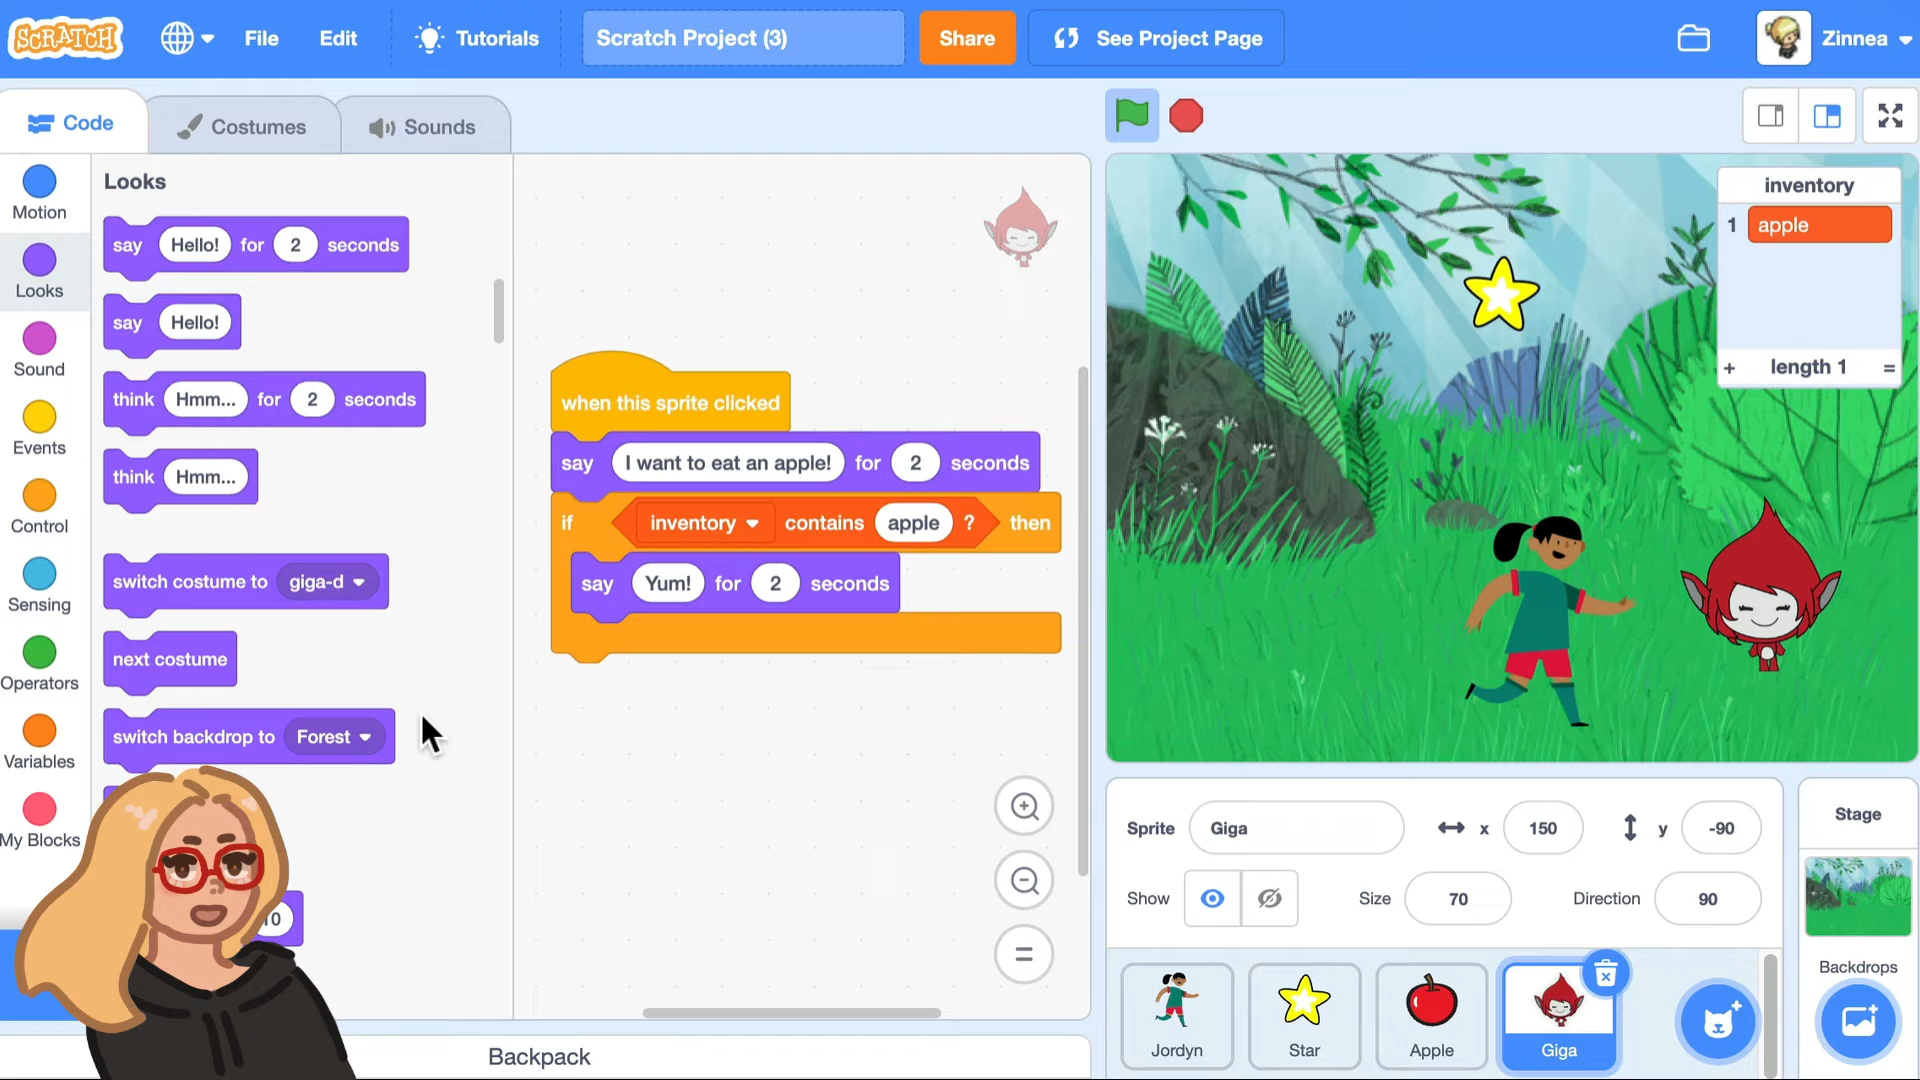 SCRATCH
File
Edit
Tutorials
Scratch Project (3)
Share
See Project Page
Zinnea
Code
Costumes
Sounds
Motion
Looks
Sound
Events
Control
Sensing
Operators
Variables
My Blocks
Looks
say Hello! for 2 seconds
say Hello!
think Hmm... for 2 seconds
think Hmm...
switch costume to giga-d
next costume
switch backdrop to Forest
10
when this sprite clicked
say I want to eat an apple! for 2 seconds
if inventory contains apple ? then
say Yum! for 2 seconds
Backpack
inventory
1 apple
+ length 1 =
Sprite Giga x 150 y -90
Show Size 70 Direction 90
Jordyn
Star
Apple
Giga
Stage
Backdrops